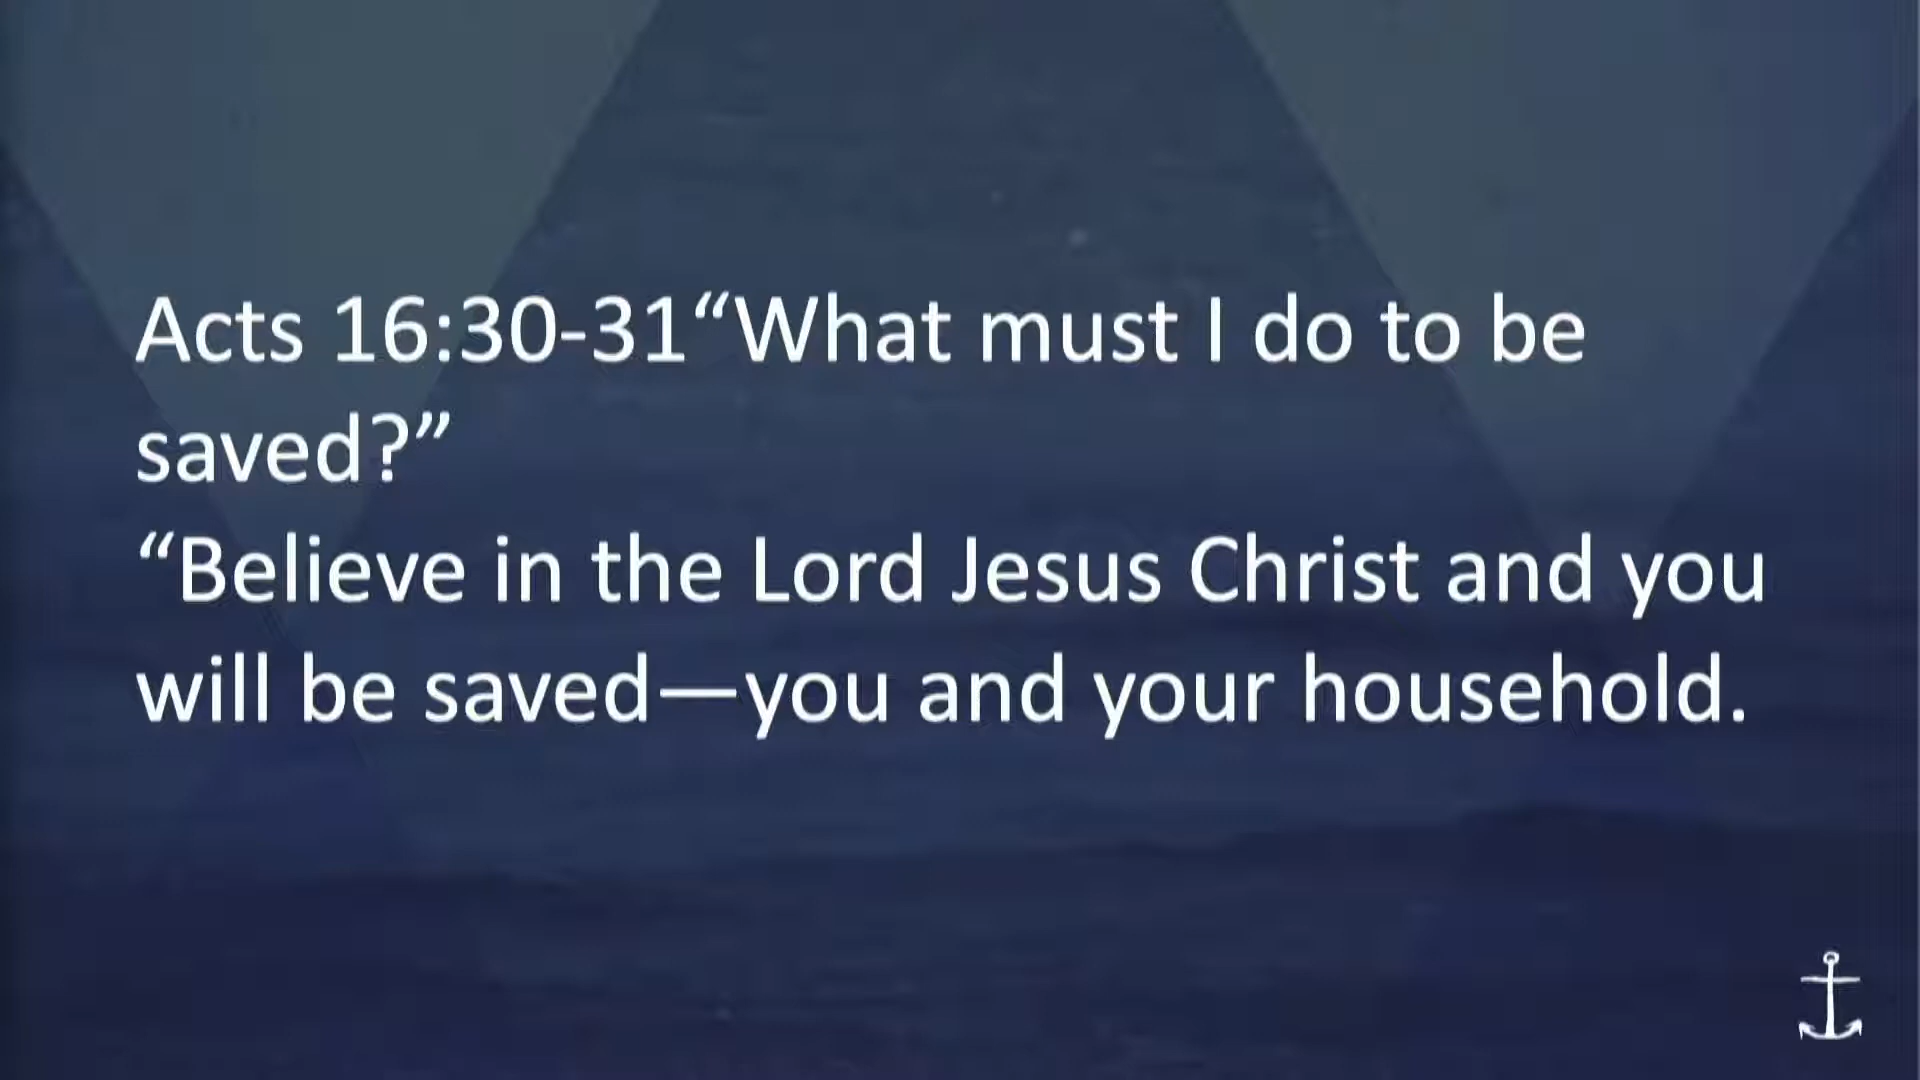 Acts 16:30-31“What must I do to be
saved?”
“Believe in the Lord Jesus Christ and you
will be saved—you and your household.